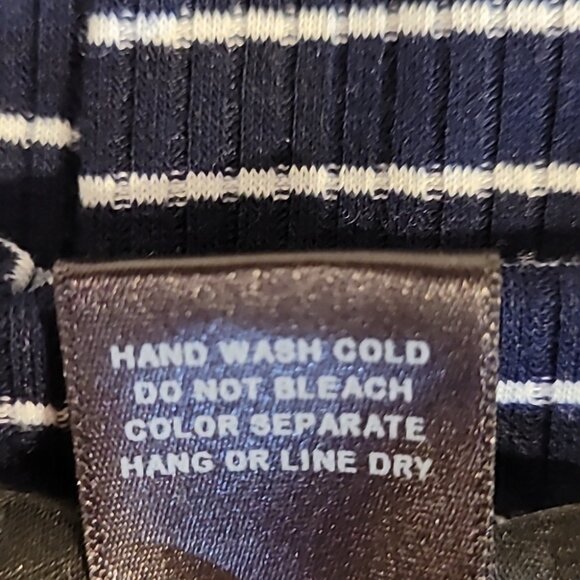 HAND WASH COLD
DO NOT BLEACH
COLOR SEPARATE
HANG OR LINE DRY